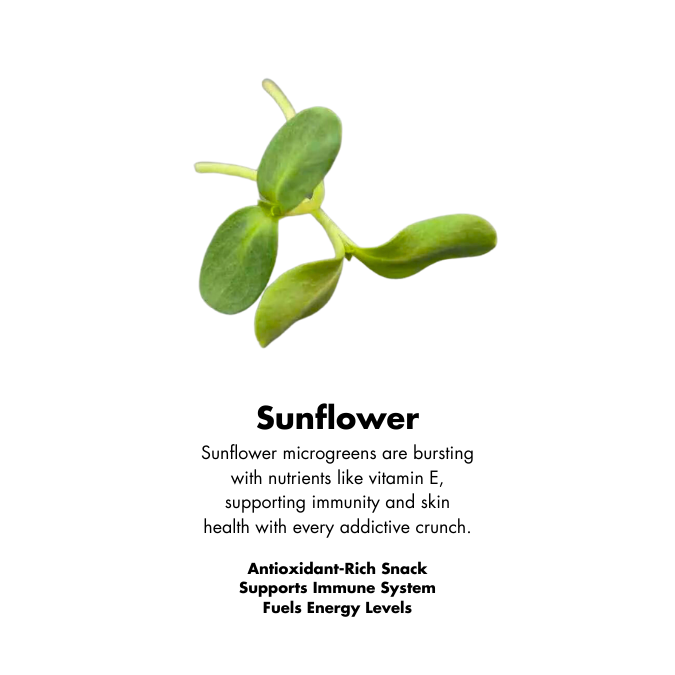 Sunflower
Sunflower microgreens are bursting
with nutrients like vitamin E,
supporting immunity and skin
health with every addictive crunch.
Antioxidant-Rich Snack
Supports Immune System
Fuels Energy Levels